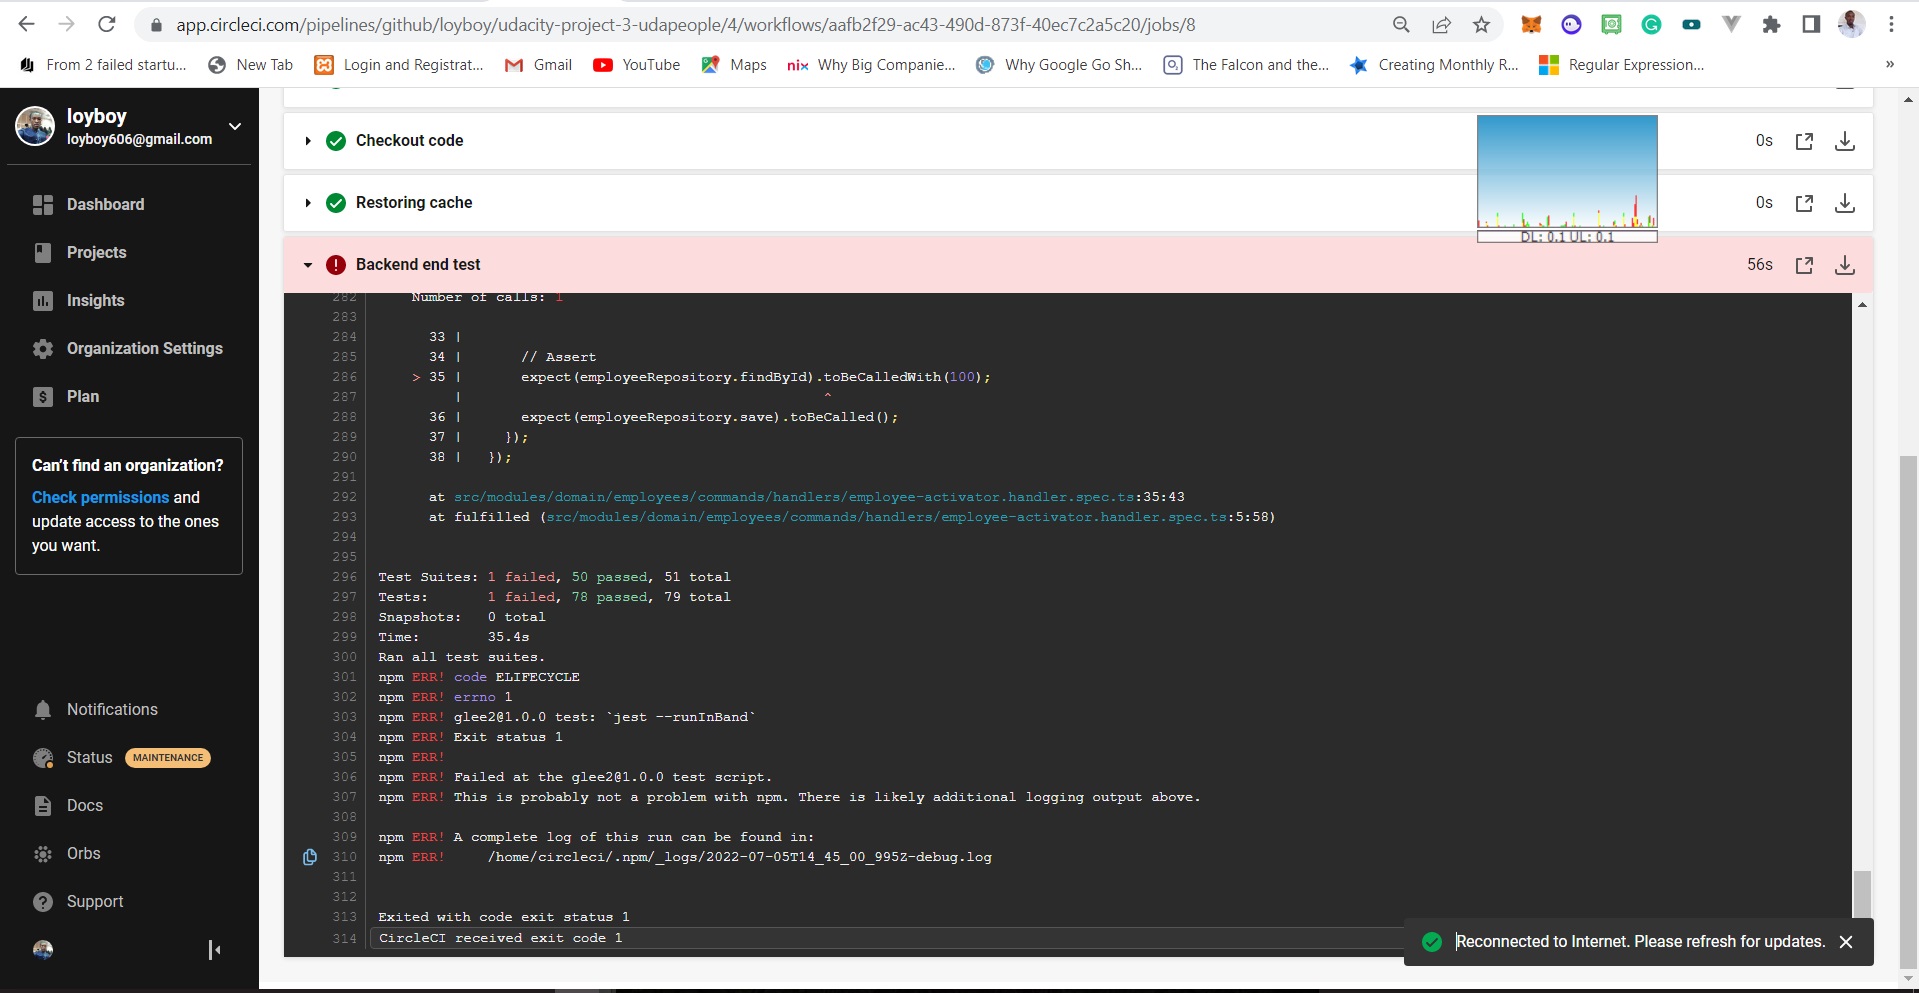 app.circleci.com/pipelines/github/loyboy/udacity-project-3-udapeople/4/workflows/aafb2f29-ac43-490d-873f-40ec7c2a5c20/jobs/8
From 2 failed startu...
New Tab
Login and Registrat...
Gmail
YouTube
Maps
nix Why Big Companie...
Why Google Go Sh...
The Falcon and the...
Creating Monthly R...
Regular Expression...
»
loyboy
loyboy606@gmail.com
Dashboard
Projects
Insights
Organization Settings
Plan
Can't find an organization?
Check permissions and
update access to the ones
you want.
Notifications
Status MAINTENANCE
Docs
Orbs
Support
Checkout code 0s
Restoring cache 0s
DL: 0.1 UL: 0.1
Backend end test 56s
282 Number of calls: 1
283
284 33 |
285 34 | // Assert
286 > 35 | expect(employeeRepository.findById).toBeCalledWith(100);
287 | ^
288 36 | expect(employeeRepository.save).toBeCalled();
289 37 | });
290 38 | });
291
292 at src/modules/domain/employees/commands/handlers/employee-activator.handler.spec.ts:35:43
293 at fulfilled (src/modules/domain/employees/commands/handlers/employee-activator.handler.spec.ts:5:58)
294
295
296 Test Suites: 1 failed, 50 passed, 51 total
297 Tests: 1 failed, 78 passed, 79 total
298 Snapshots: 0 total
299 Time: 35.4s
300 Ran all test suites.
301 npm ERR! code ELIFECYCLE
302 npm ERR! errno 1
303 npm ERR! glee2@1.0.0 test: `jest --runInBand`
304 npm ERR! Exit status 1
305 npm ERR!
306 npm ERR! Failed at the glee2@1.0.0 test script.
307 npm ERR! This is probably not a problem with npm. There is likely additional logging output above.
308
309 npm ERR! A complete log of this run can be found in:
310 npm ERR! /home/circleci/.npm/_logs/2022-07-05T14_45_00_995Z-debug.log
311
312
313 Exited with code exit status 1
314 CircleCI received exit code 1
Reconnected to Internet. Please refresh for updates.